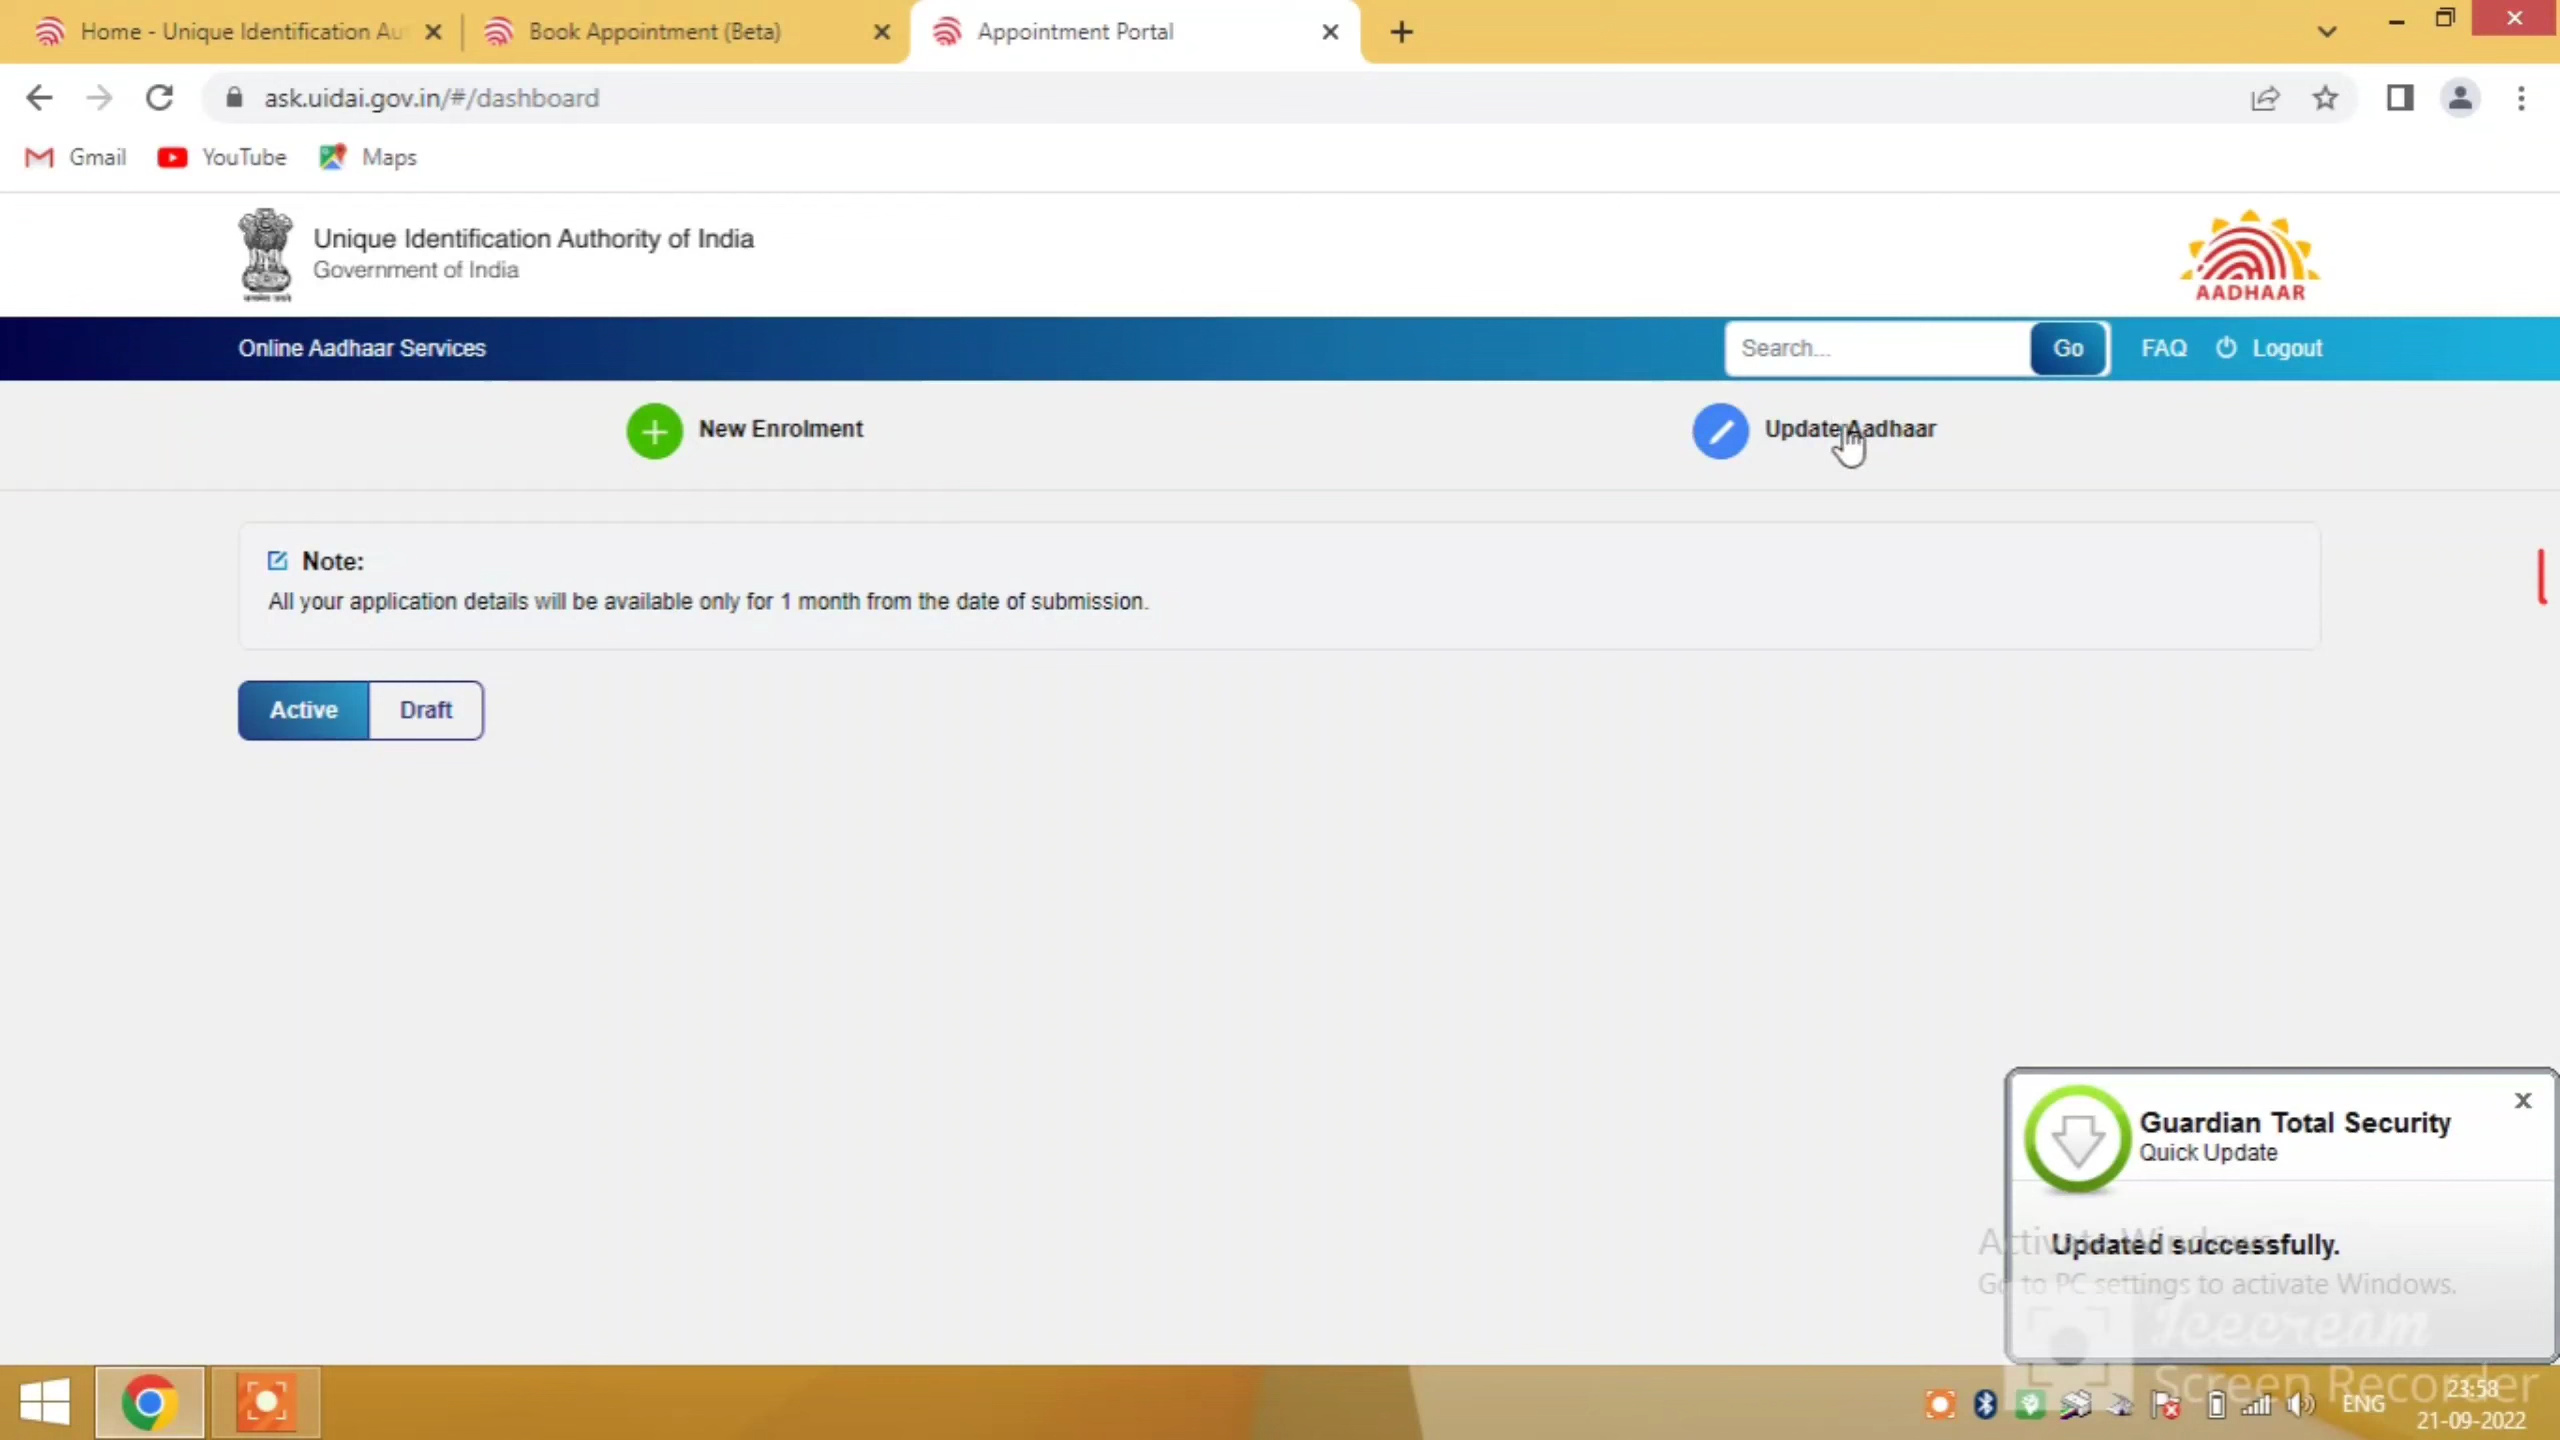 Home - Unique Identification Au
Book Appointment (Beta)
Appointment Portal
ask.uidai.gov.in/#/dashboard
Gmail
YouTube
Maps
Unique Identification Authority of India
Government of India
AADHAAR
Online Aadhaar Services
Search...
Go
FAQ
Logout
New Enrolment
Update Aadhaar
Note:
All your application details will be available only for 1 month from the date of submission.
Active
Draft
Guardian Total Security
Quick Update
Activate Windows
Updated successfully.
Go to PC settings to activate Windows.
Icecream
Screen Recorder
ENG
23:58
21-09-2022